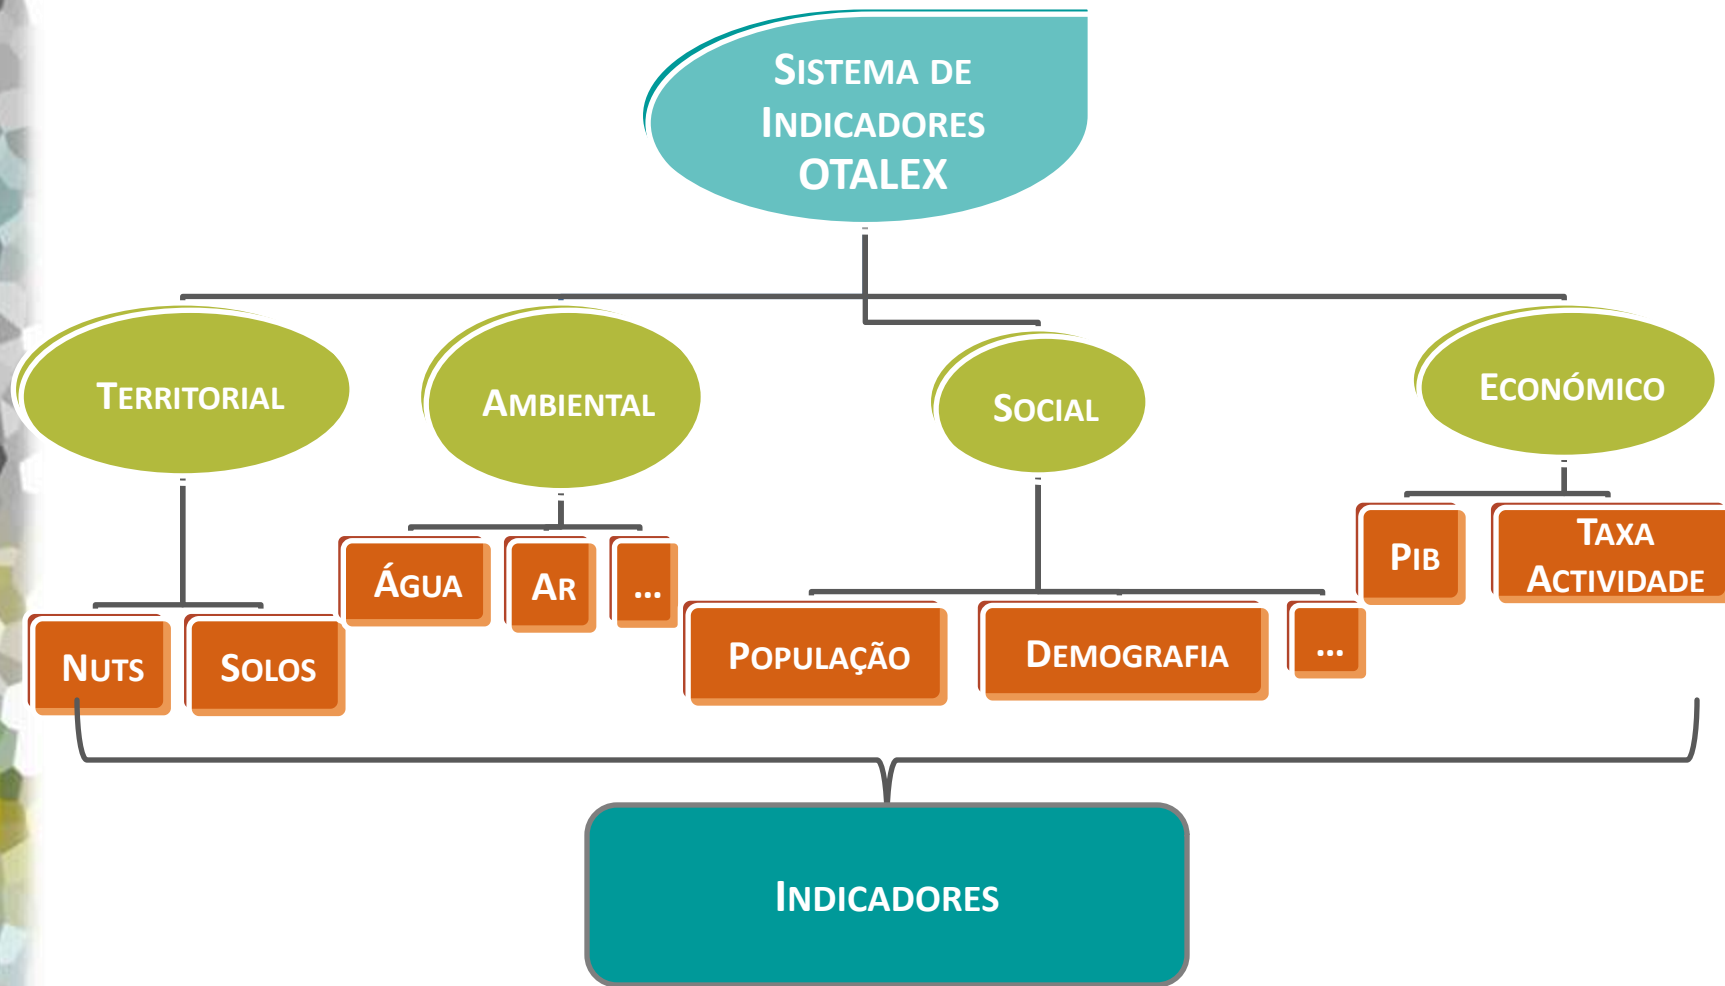 Sistema de
Indicadores
OTALEX
Territorial
Ambiental
Social
Económico
Nuts
Solos
Água
Ar
...
População
Demografia
...
Pib
Taxa
Actividade
Indicadores